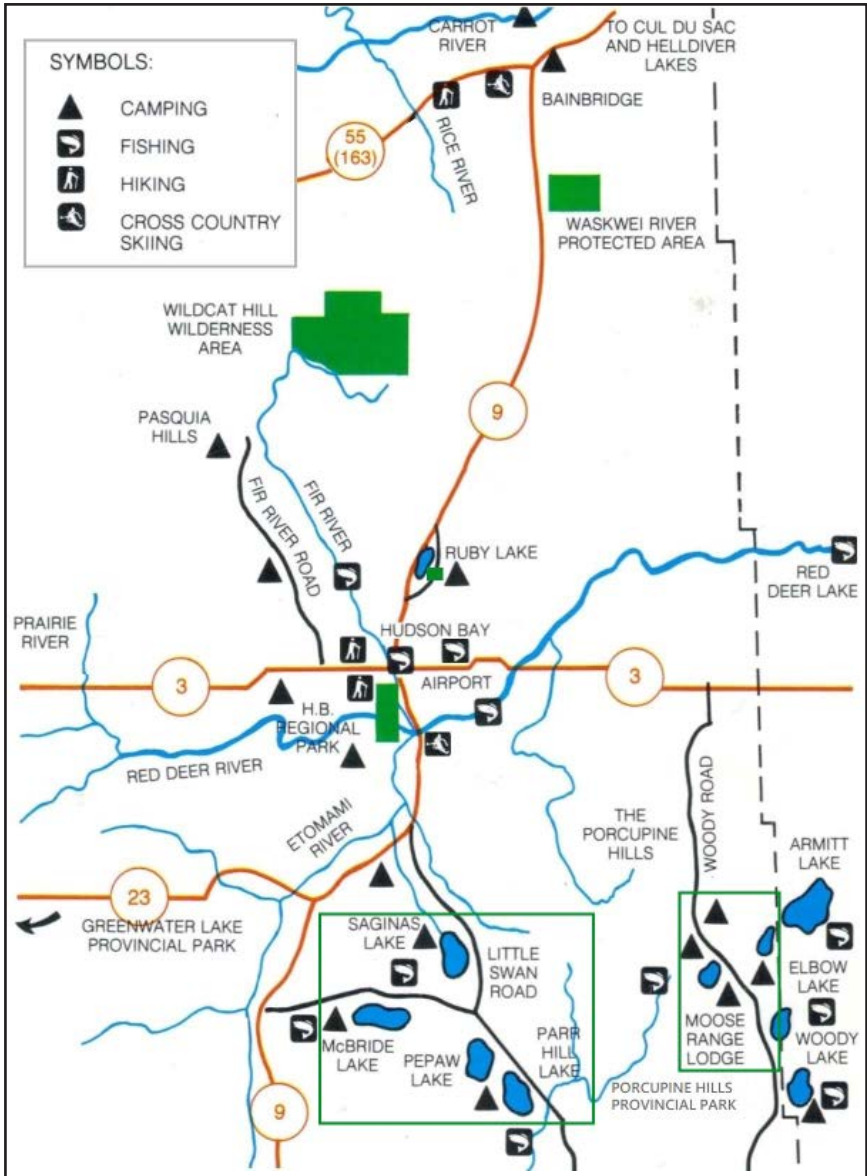 CARROT
RIVER
TO CUL DU SAC
AND HELLDIVER
LAKES
SYMBOLS:
CAMPING
FISHING
HIKING
CROSS COUNTRY
SKIING
BAINBRIDGE
55
(163)
RICE RIVER
WASKWEI RIVER
PROTECTED AREA
WILDCAT HILL
WILDERNESS
AREA
9
PASQUIA
HILLS
FIR RIVER ROAD
FIR RIVER
RUBY LAKE
RED
DEER LAKE
PRAIRIE
RIVER
HUDSON BAY
3
AIRPORT
3
H.B.
REGIONAL
PARK
RED DEER RIVER
WOODY ROAD
ETOMAMI
RIVER
THE
PORCUPINE
HILLS
ARMITT
LAKE
23
GREENWATER LAKE
PROVINCIAL PARK
SAGINAS
LAKE
LITTLE
SWAN
ROAD
ELBOW
LAKE
MOOSE
RANGE
LODGE
WOODY
LAKE
McBRIDE
LAKE
PEPAW
LAKE
PARR
HILL
LAKE
PORCUPINE HILLS
PROVINCIAL PARK
9